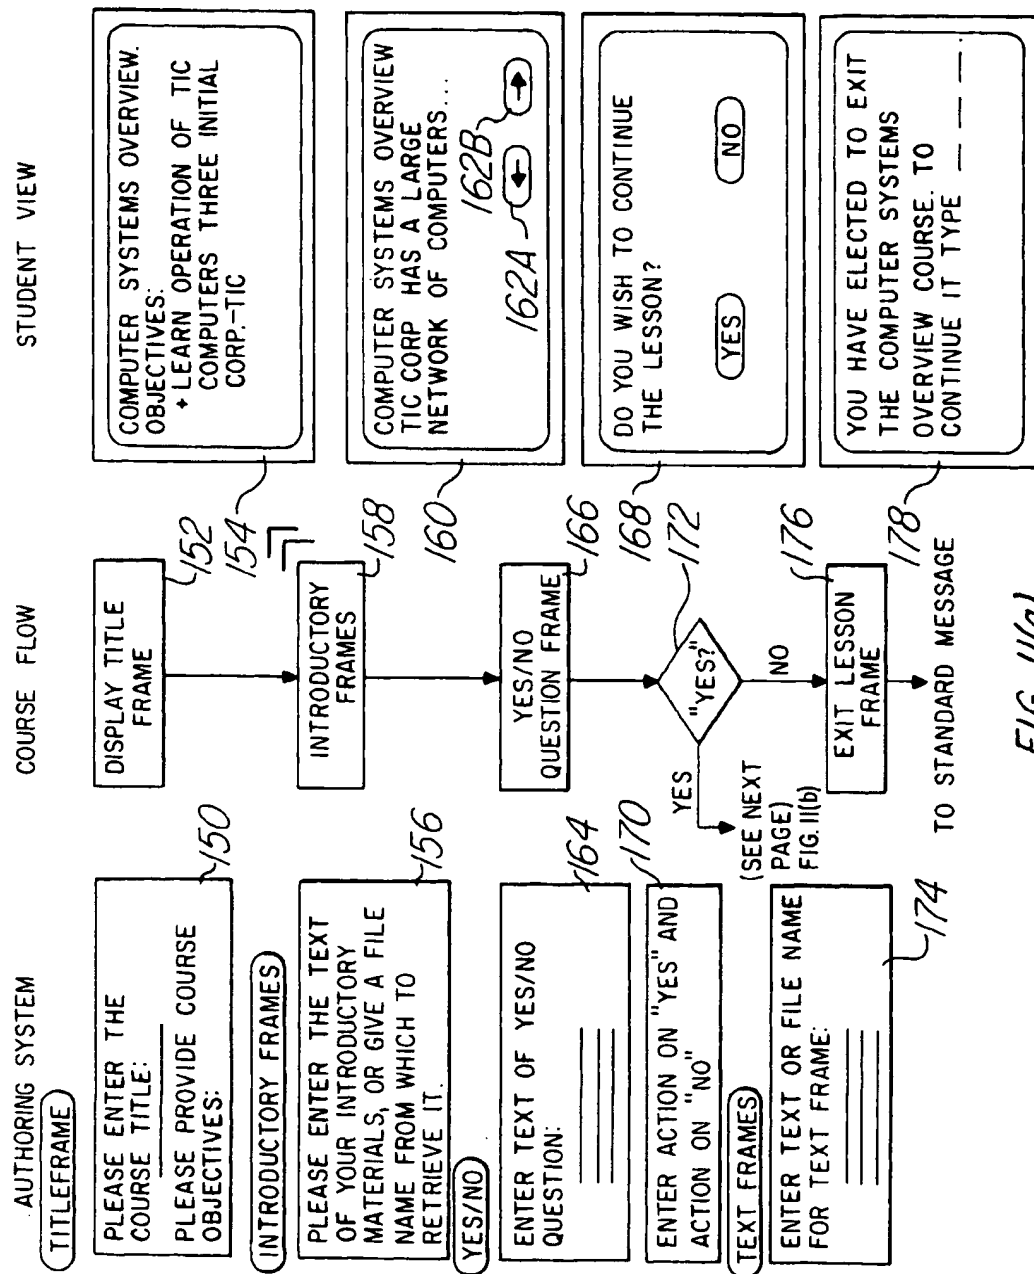 AUTHORING SYSTEM
COURSE FLOW
STUDENT VIEW
TITLEFRAME
PLEASE ENTER THE
COURSE TITLE:
PLEASE PROVIDE COURSE
OBJECTIVES:
150
DISPLAY TITLE
FRAME
152
COMPUTER SYSTEMS OVERVIEW.
OBJECTIVES:
+ LEARN OPERATION OF TIC
COMPUTERS THREE INITIAL
CORP.-TIC
154
INTRODUCTORY FRAMES
PLEASE ENTER THE TEXT
OF YOUR INTRODUCTORY
MATERIALS, OR GIVE A FILE
NAME FROM WHICH TO
RETRIEVE IT.
156
INTRODUCTORY
FRAMES
158
COMPUTER SYSTEMS OVERVIEW
TIC CORP HAS A LARGE
NETWORK OF COMPUTERS...
162A
162B
160
YES/NO
ENTER TEXT OF YES/NO
QUESTION:
164
YES/NO
QUESTION FRAME
166
DO YOU WISH TO CONTINUE
THE LESSON?
YES
NO
168
ENTER ACTION ON "YES" AND
ACTION ON "NO"
170
"YES?"
172
YES
(SEE NEXT
PAGE)
FIG. 11(b)
NO
TEXT FRAMES
ENTER TEXT OR FILE NAME
FOR TEXT FRAME:
174
EXIT LESSON
FRAME
176
YOU HAVE ELECTED TO EXIT
THE COMPUTER SYSTEMS
OVERVIEW COURSE. TO
CONTINUE IT TYPE
178
TO STANDARD MESSAGE
FIG. 11(a)